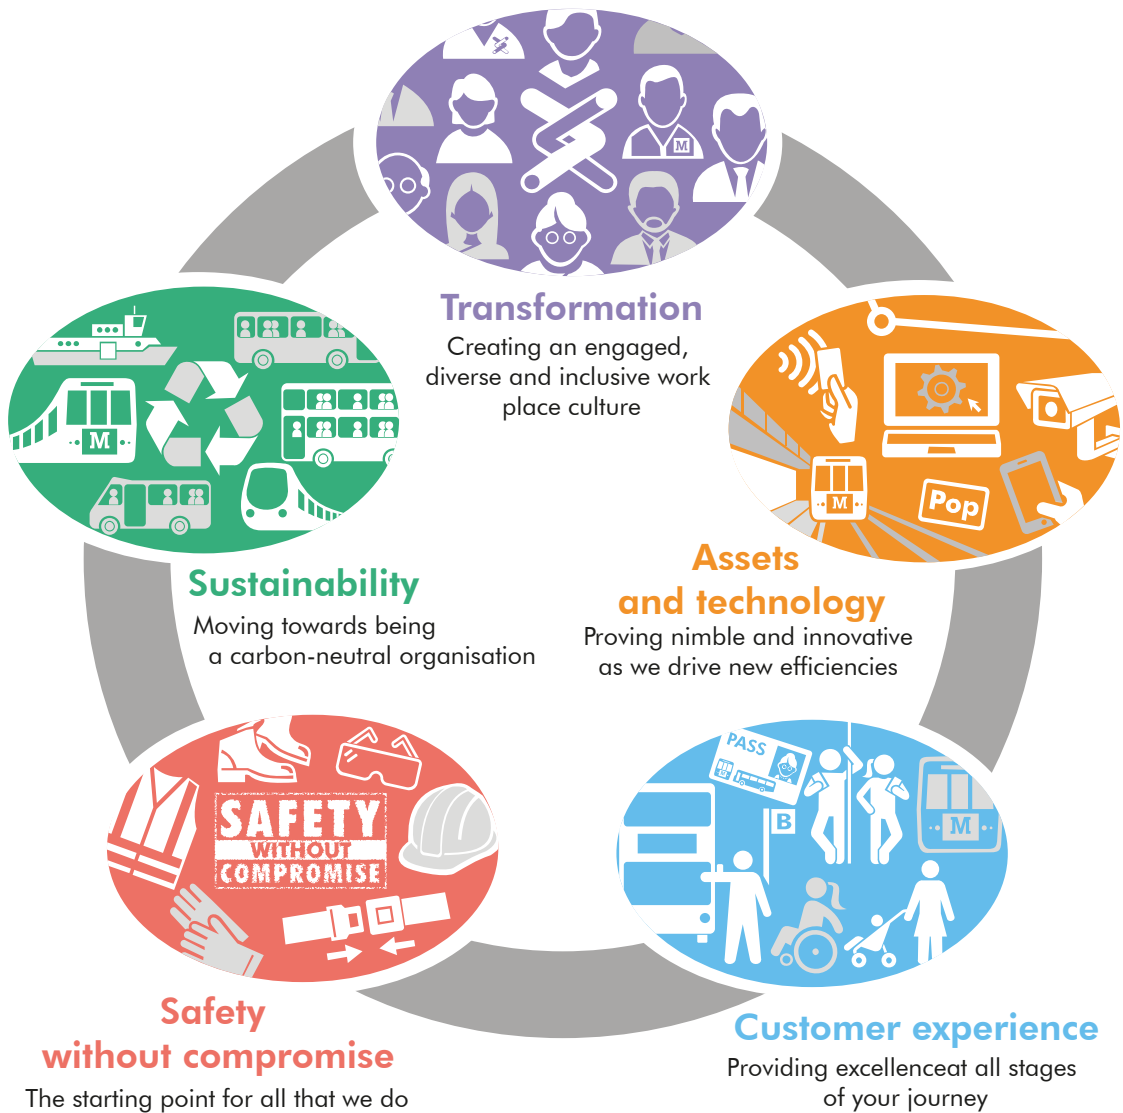 M
Transformation
Creating an engaged,
diverse and inclusive work
place culture
M
Sustainability
Moving towards being
a carbon-neutral organisation
M
Pop
Assets
and technology
Proving nimble and innovative
as we drive new efficiencies
SAFETY
WITHOUT
COMPROMISE
Safety
without compromise
The starting point for all that we do
PASS
B
M
Customer experience
Providing excellenceat all stages
of your journey